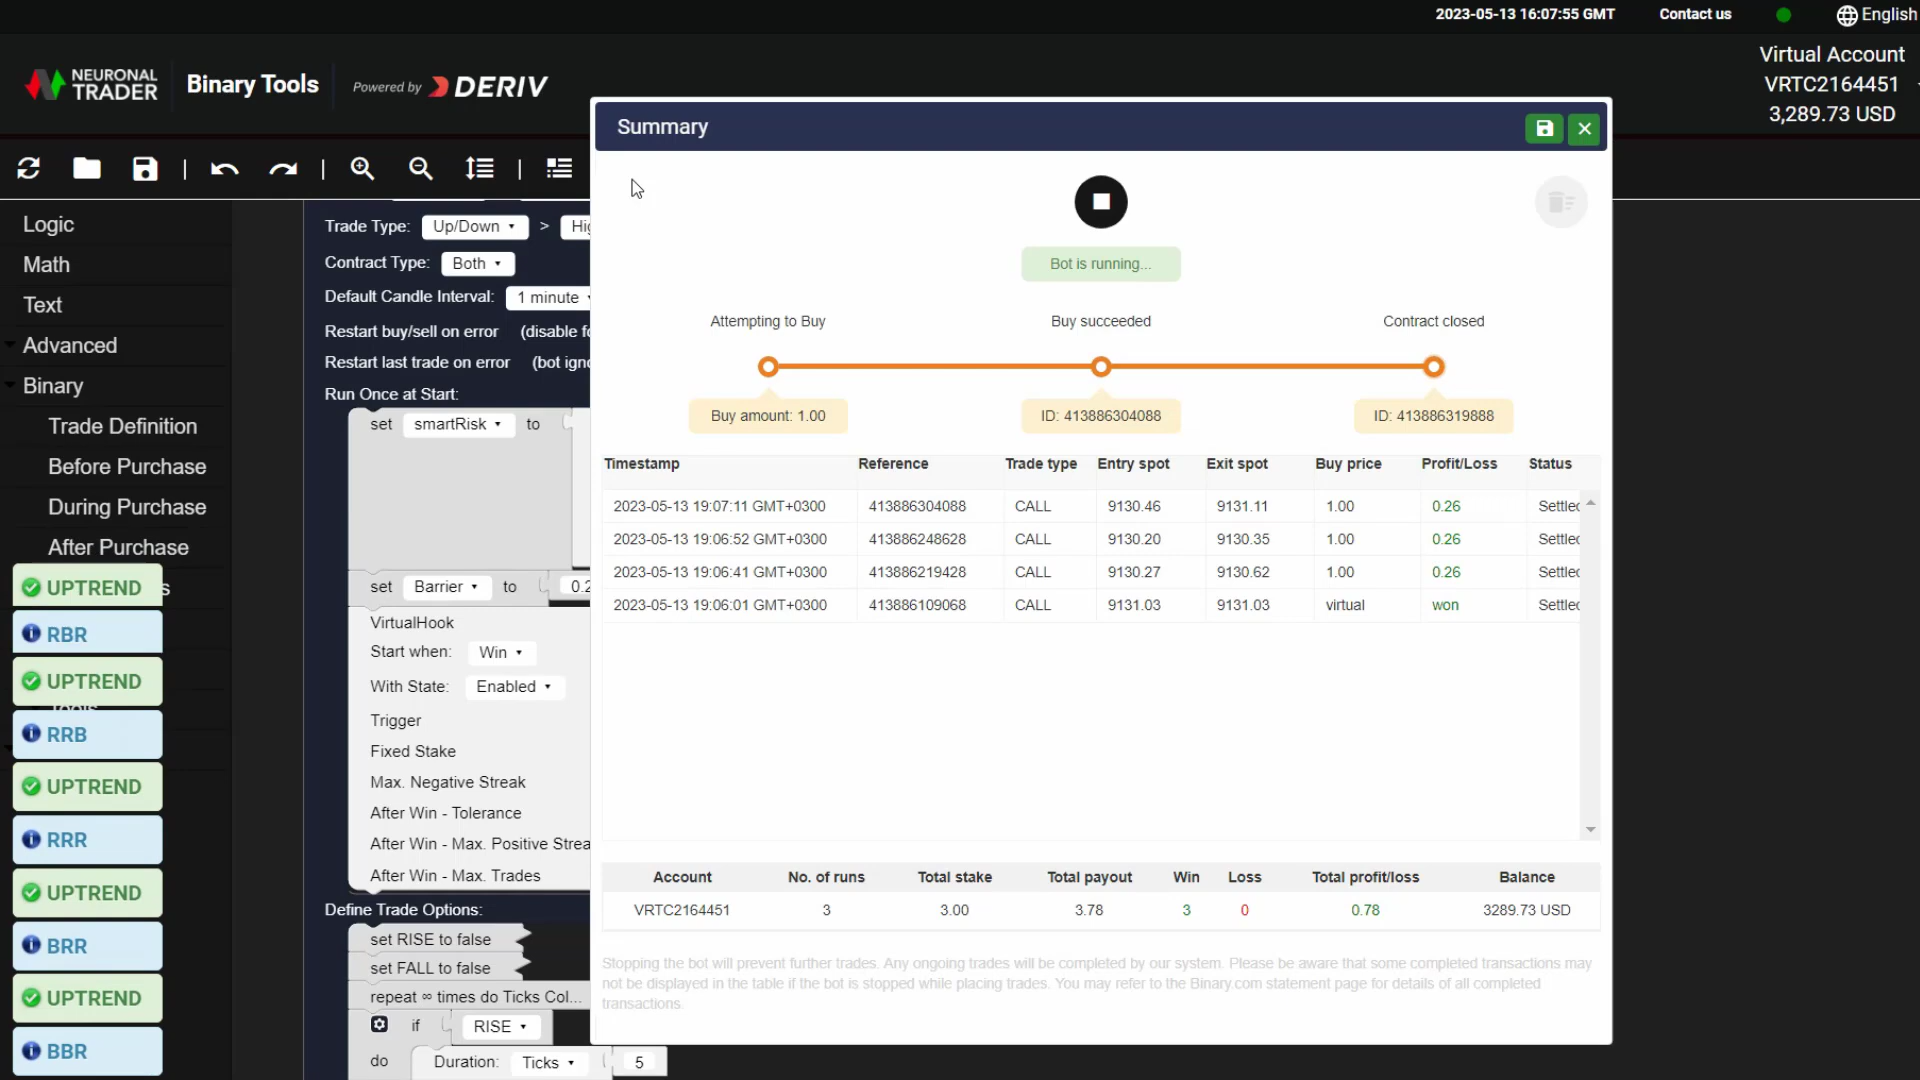 2023-05-13 16:07:55 GMT
Contact us
English
NEURONAL
TRADER
Binary Tools
Powered by DERIV
Virtual Account
VRTC2164451
3,289.73 USD
Logic
Math
Text
Advanced
Binary
Trade Definition
Before Purchase
During Purchase
After Purchase
UPTREND
s
RBR
UPTREND
RRB
UPTREND
RRR
UPTREND
BRR
UPTREND
BBR
Trade Type: Up/Down >
Contract Type: Both
Default Candle Interval: 1 minute
Restart buy/sell on error (disable fo
Restart last trade on error (bot igno
Run Once at Start:
set smartRisk to
set Barrier to 0.2
VirtualHook
Start when: Win
With State: Enabled
Trigger
Fixed Stake
Max. Negative Streak
After Win - Tolerance
After Win - Max. Positive Strea
After Win - Max. Trades
Define Trade Options:
set RISE to false
set FALL to false
repeat ∞ times do Ticks Col...
if RISE
do Duration: Ticks 5
Summary
Bot is running...
Attempting to Buy Buy succeeded Contract closed
Buy amount: 1.00 ID: 413886304088 ID: 413886319888
Timestamp Reference Trade type Entry spot Exit spot Buy price Profit/Loss Status
2023-05-13 19:07:11 GMT+0300 413886304088 CALL 9130.46 9131.11 1.00 0.26 Settled
2023-05-13 19:06:52 GMT+0300 413886248628 CALL 9130.20 9130.35 1.00 0.26 Settled
2023-05-13 19:06:41 GMT+0300 413886219428 CALL 9130.27 9130.62 1.00 0.26 Settled
2023-05-13 19:06:01 GMT+0300 413886109068 CALL 9131.03 9131.03 virtual won Settled
Account No. of runs Total stake Total payout Win Loss Total profit/loss Balance
VRTC2164451 3 3.00 3.78 3 0 0.78 3289.73 USD
Stopping the bot will prevent further trades. Any ongoing trades will be completed by our system. Please be aware that some completed transactions may
not be displayed in the table if the bot is stopped while placing trades. You may refer to the Binary.com statement page for details of all completed
transactions.